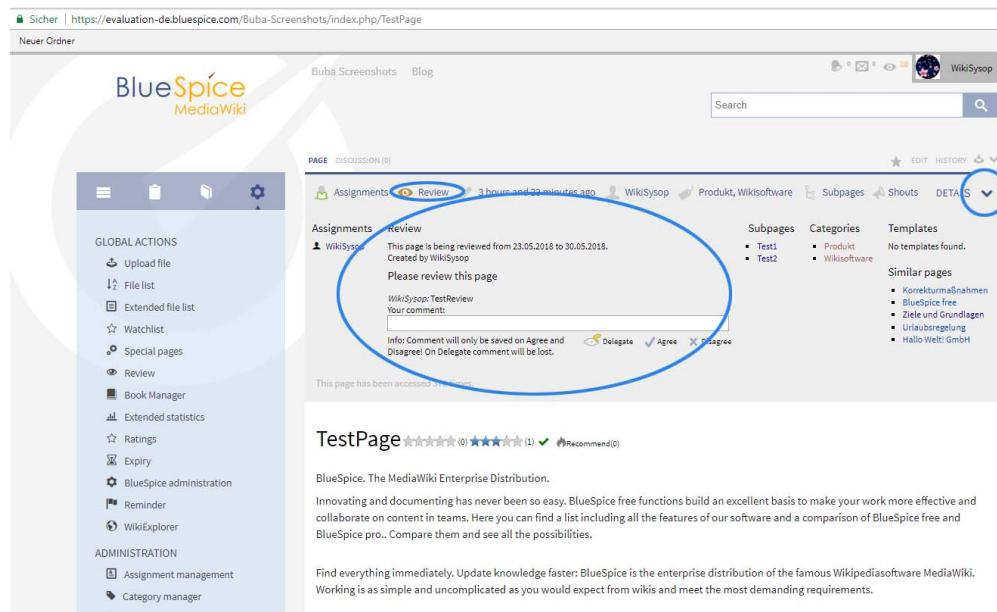 Sicher | https://evaluation-de.bluespice.com/Buba-Screenshots/index.php/TestPage
Neuer Ordner
BlueSpice
MediaWiki
Buba Screenshots Blog
WikiSysop
Search
PAGE DISCUSSION (0)
EDIT HISTORY
Assignments Review 3 hours and 23 minutes ago WikiSysop Produkt, Wikisoftware Subpages Shouts DETAILS
Assignments
WikiSysop
Review
This page is being reviewed from 23.05.2018 to 30.05.2018.
Created by WikiSysop
Please review this page
WikiSysop: TestReview
Your comment:
Info: Comment will only be saved on Agree and
Disagree! On Delegate comment will be lost.
Delegate Agree Disagree
Subpages
Test1
Test2
Categories
Produkt
Wikisoftware
Templates
No templates found.
Similar pages
Korrekturmaßnahmen
BlueSpice free
Ziele und Grundlagen
Urlaubsregelung
Hallo Welt! GmbH
This page has been accessed times.
GLOBAL ACTIONS
Upload file
File list
Extended file list
Watchlist
Special pages
Review
Book Manager
Extended statistics
Ratings
Expiry
BlueSpice administration
Reminder
WikiExplorer
ADMINISTRATION
Assignment management
Category manager
TestPage (0) (1) Recommend(0)
BlueSpice. The MediaWiki Enterprise Distribution.
Innovating and documenting has never been so easy. BlueSpice free functions build an excellent basis to make your work more effective and
collaborate on content in teams. Here you can find a list including all the features of our software and a comparison of BlueSpice free and
BlueSpice pro.. Compare them and see all the possibilities.
Find everything immediately. Update knowledge faster: BlueSpice is the enterprise distribution of the famous Wikipediasoftware MediaWiki.
Working is as simple and uncomplicated as you would expect from wikis and meet the most demanding requirements.